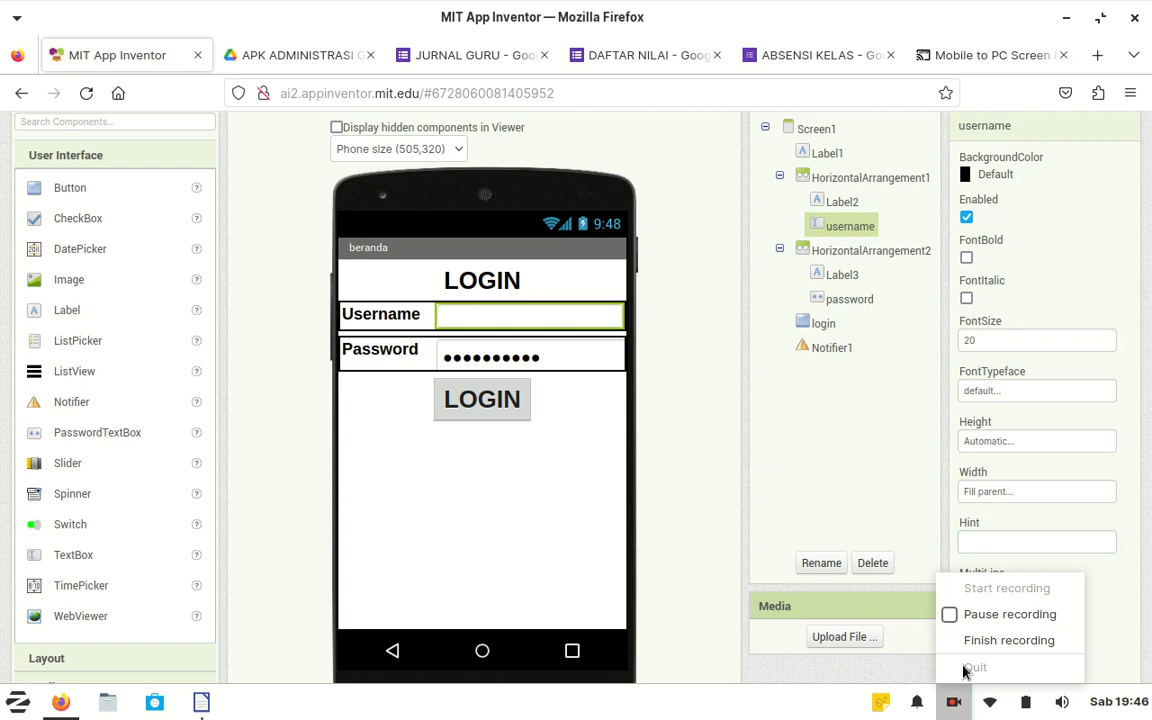 MIT App Inventor — Mozilla Firefox
MIT App Inventor
APK ADMINISTRASI G
JURNAL GURU - Goo
DAFTAR NILAI - Goog
ABSENSI KELAS - Go
Mobile to PC Screen
ai2.appinventor.mit.edu/#6728060081405952
Search Components...
User Interface
Button
CheckBox
DatePicker
Image
Label
ListPicker
ListView
Notifier
PasswordTextBox
Slider
Spinner
Switch
TextBox
TimePicker
WebViewer
Layout
Display hidden components in Viewer
Phone size (505,320)
9:48
beranda
LOGIN
Username
Password
LOGIN
Screen1
Label1
HorizontalArrangement1
Label2
username
HorizontalArrangement2
Label3
password
login
Notifier1
Rename
Delete
Media
Upload File ...
username
BackgroundColor
Default
Enabled
FontBold
FontItalic
FontSize
20
FontTypeface
default...
Height
Automatic...
Width
Fill parent...
Hint
MultiLine
Start recording
Pause recording
Finish recording
Quit
Sab 19:46